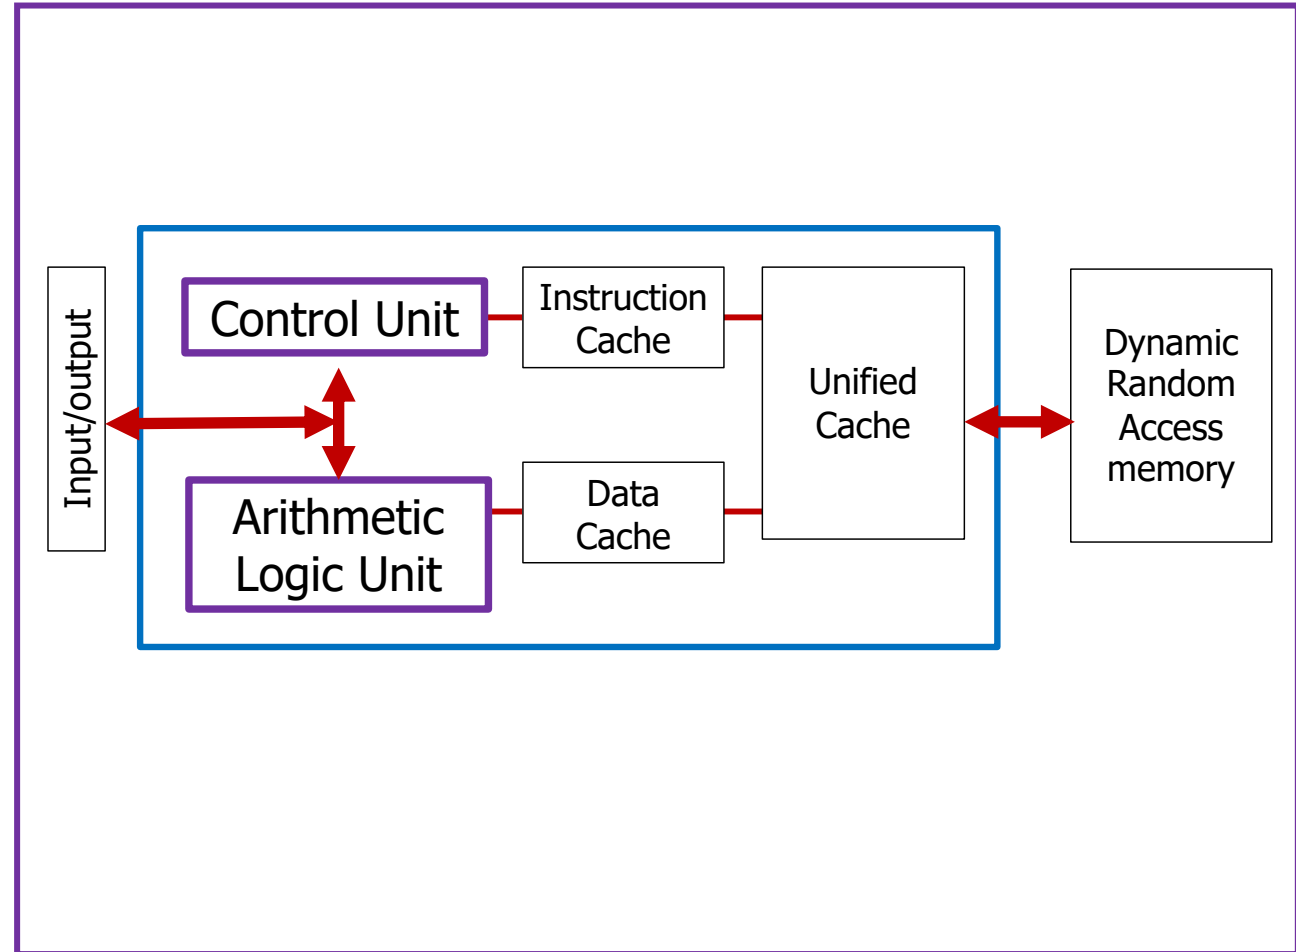 Input/output
Control Unit
Arithmetic
Logic Unit
Instruction
Cache
Data
Cache
Unified
Cache
Dynamic
Random
Access
memory